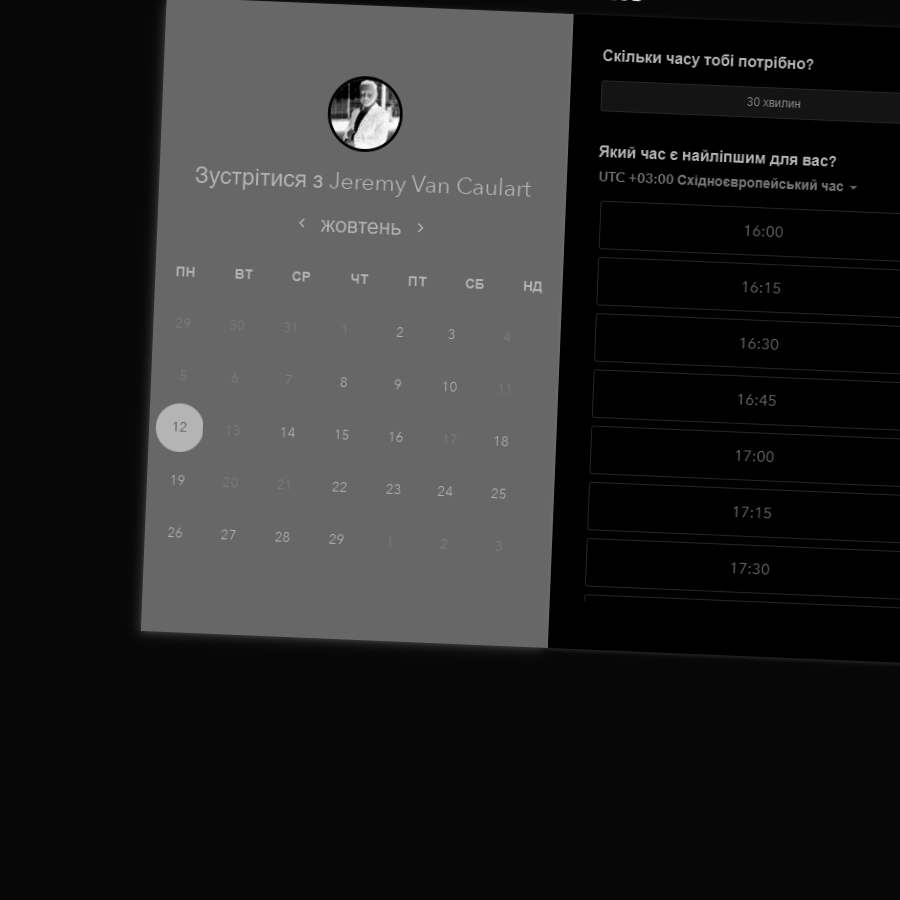 Зустрітися з Jeremy Van Caulart
жовтень
ПН ВТ СР ЧТ ПТ СБ НД
29 30 31 1 2 3 4
5 6 7 8 9 10 11
12 13 14 15 16 17 18
19 20 21 22 23 24 25
26 27 28 29 1 2 3
Скільки часу тобі потрібно?
30 хвилин
Який час є найліпшим для вас?
UTC +03:00 Східноєвропейський час
16:00
16:15
16:30
16:45
17:00
17:15
17:30